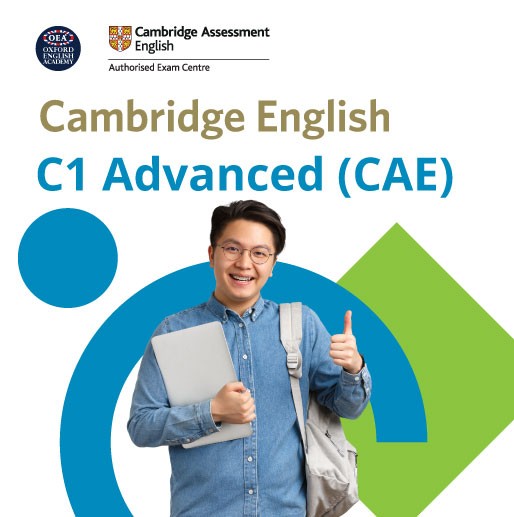 OEA
OXFORD
ENGLISH
ACADEMY
Cambridge Assessment
English
Authorised Exam Centre
Cambridge English
C1 Advanced (CAE)